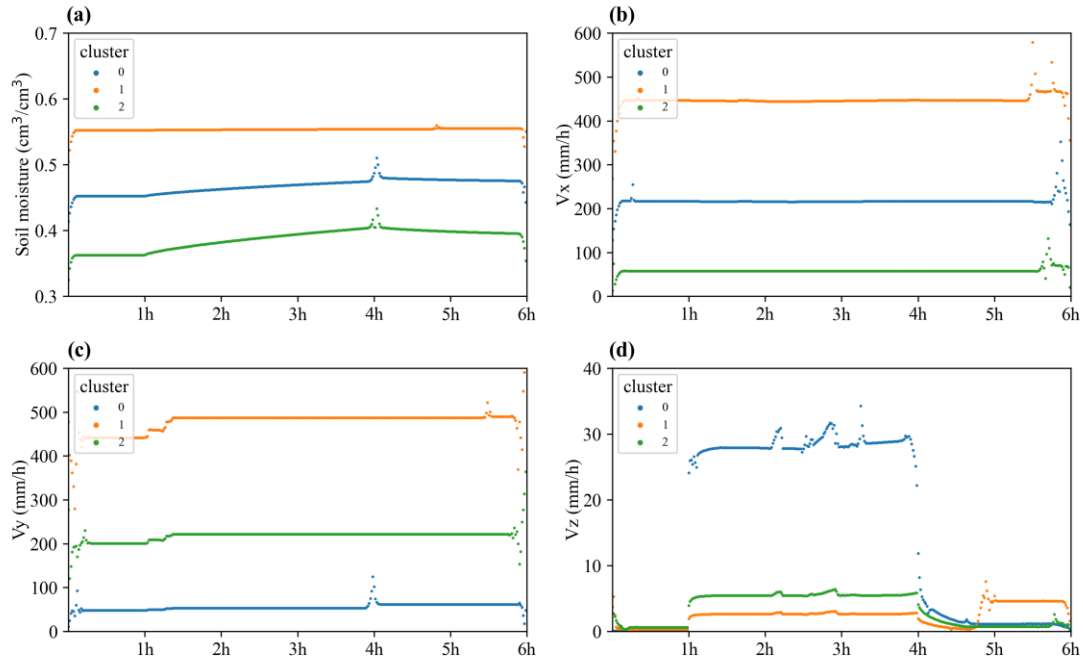 (a)
Soil moisture (cm³/cm³)
0.7
0.6
0.5
0.4
0.3
cluster
0
1
2
1h 2h 3h 4h 5h 6h
(b)
Vx (mm/h)
600
500
400
300
200
100
0
cluster
0
1
2
1h 2h 3h 4h 5h 6h
(c)
Vy (mm/h)
600
500
400
300
200
100
0
cluster
0
1
2
1h 2h 3h 4h 5h 6h
(d)
Vz (mm/h)
40
30
20
10
0
cluster
0
1
2
1h 2h 3h 4h 5h 6h